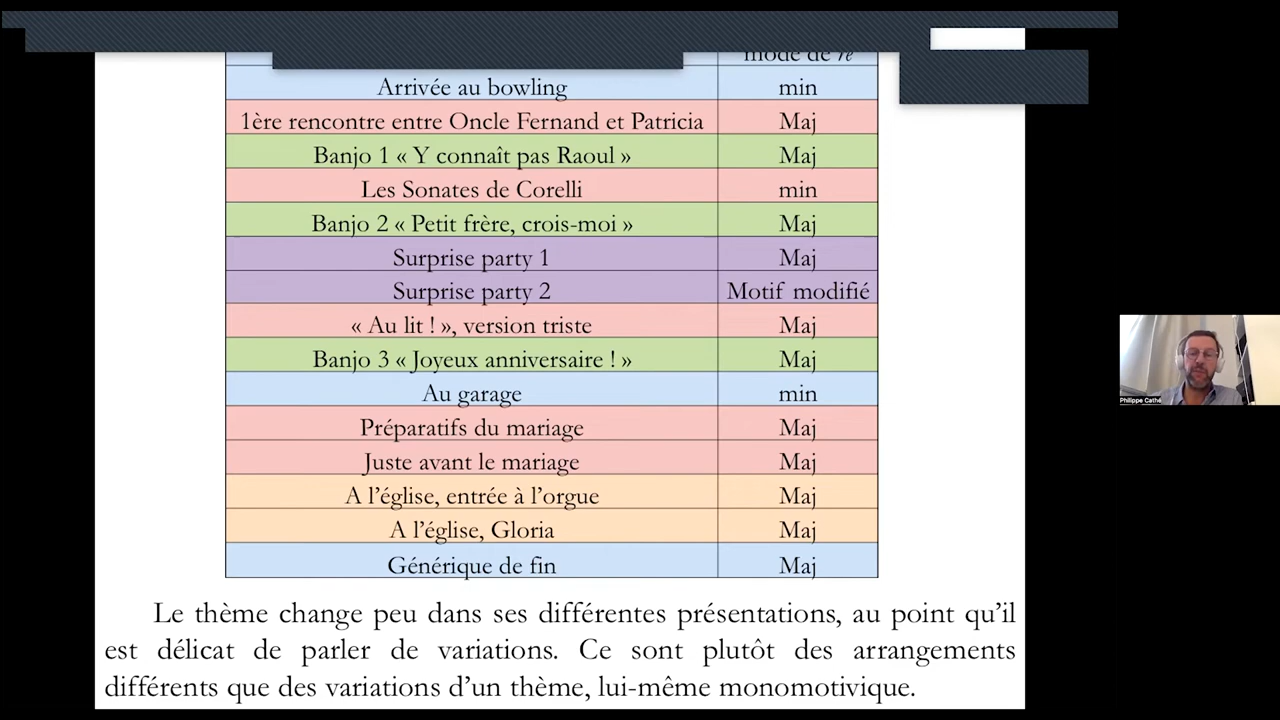 mode de re
Arrivée au bowling min
1ère rencontre entre Oncle Fernand et Patricia Maj
Banjo 1 « Y connaît pas Raoul » Maj
Les Sonates de Corelli min
Banjo 2 « Petit frère, crois-moi » Maj
Surprise party 1 Maj
Surprise party 2 Motif modifié
« Au lit ! », version triste Maj
Banjo 3 « Joyeux anniversaire ! » Maj
Au garage min
Préparatifs du mariage Maj
Juste avant le mariage Maj
A l’église, entrée à l’orgue Maj
A l’église, Gloria Maj
Générique de fin Maj
Le thème change peu dans ses différentes présentations, au point qu’il
est délicat de parler de variations. Ce sont plutôt des arrangements
différents que des variations d’un thème, lui-même monomotivique.
Philippe Cathé